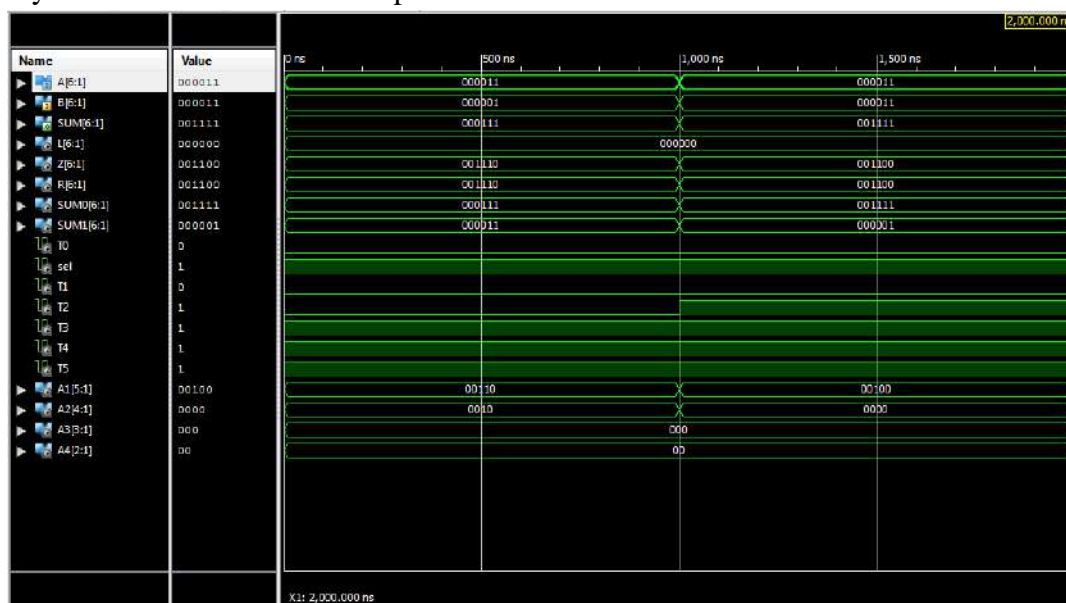 2,000.000 n
Name Value 0 ns 500 ns 1,000 ns 1,500 ns
A[6:1] 000011 000011 000011
B[6:1] 000011 000001 000011
SUM[6:1] 001111 000111 001111
L[6:1] 000000 000000
Z[6:1] 001100 001110 001100
R[6:1] 001100 001110 001100
SUM0[6:1] 001111 000111 001111
SUM1[6:1] 000001 000011 000001
T0 0
sel 1
T1 0
T2 1
T3 1
T4 1
T5 1
A1[5:1] 00100 00110 00100
A2[4:1] 0000 0010 0000
A3[3:1] 000 000
A4[2:1] 00 00
X1: 2,000.000 ns